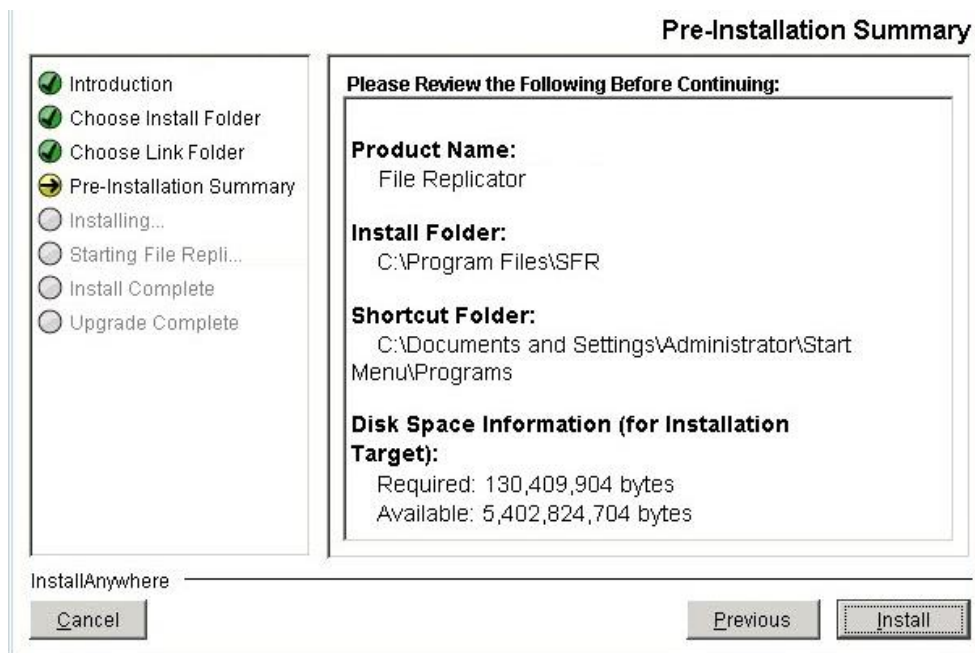 Pre-Installation Summary
Introduction
Choose Install Folder
Choose Link Folder
Pre-Installation Summary
Installing...
Starting File Repli...
Install Complete
Upgrade Complete
Please Review the Following Before Continuing:
Product Name:
File Replicator
Install Folder:
C:\Program Files\SFR
Shortcut Folder:
C:\Documents and Settings\Administrator\Start
Menu\Programs
Disk Space Information (for Installation
Target):
Required: 130,409,904 bytes
Available: 5,402,824,704 bytes
InstallAnywhere
Cancel
Previous
Install